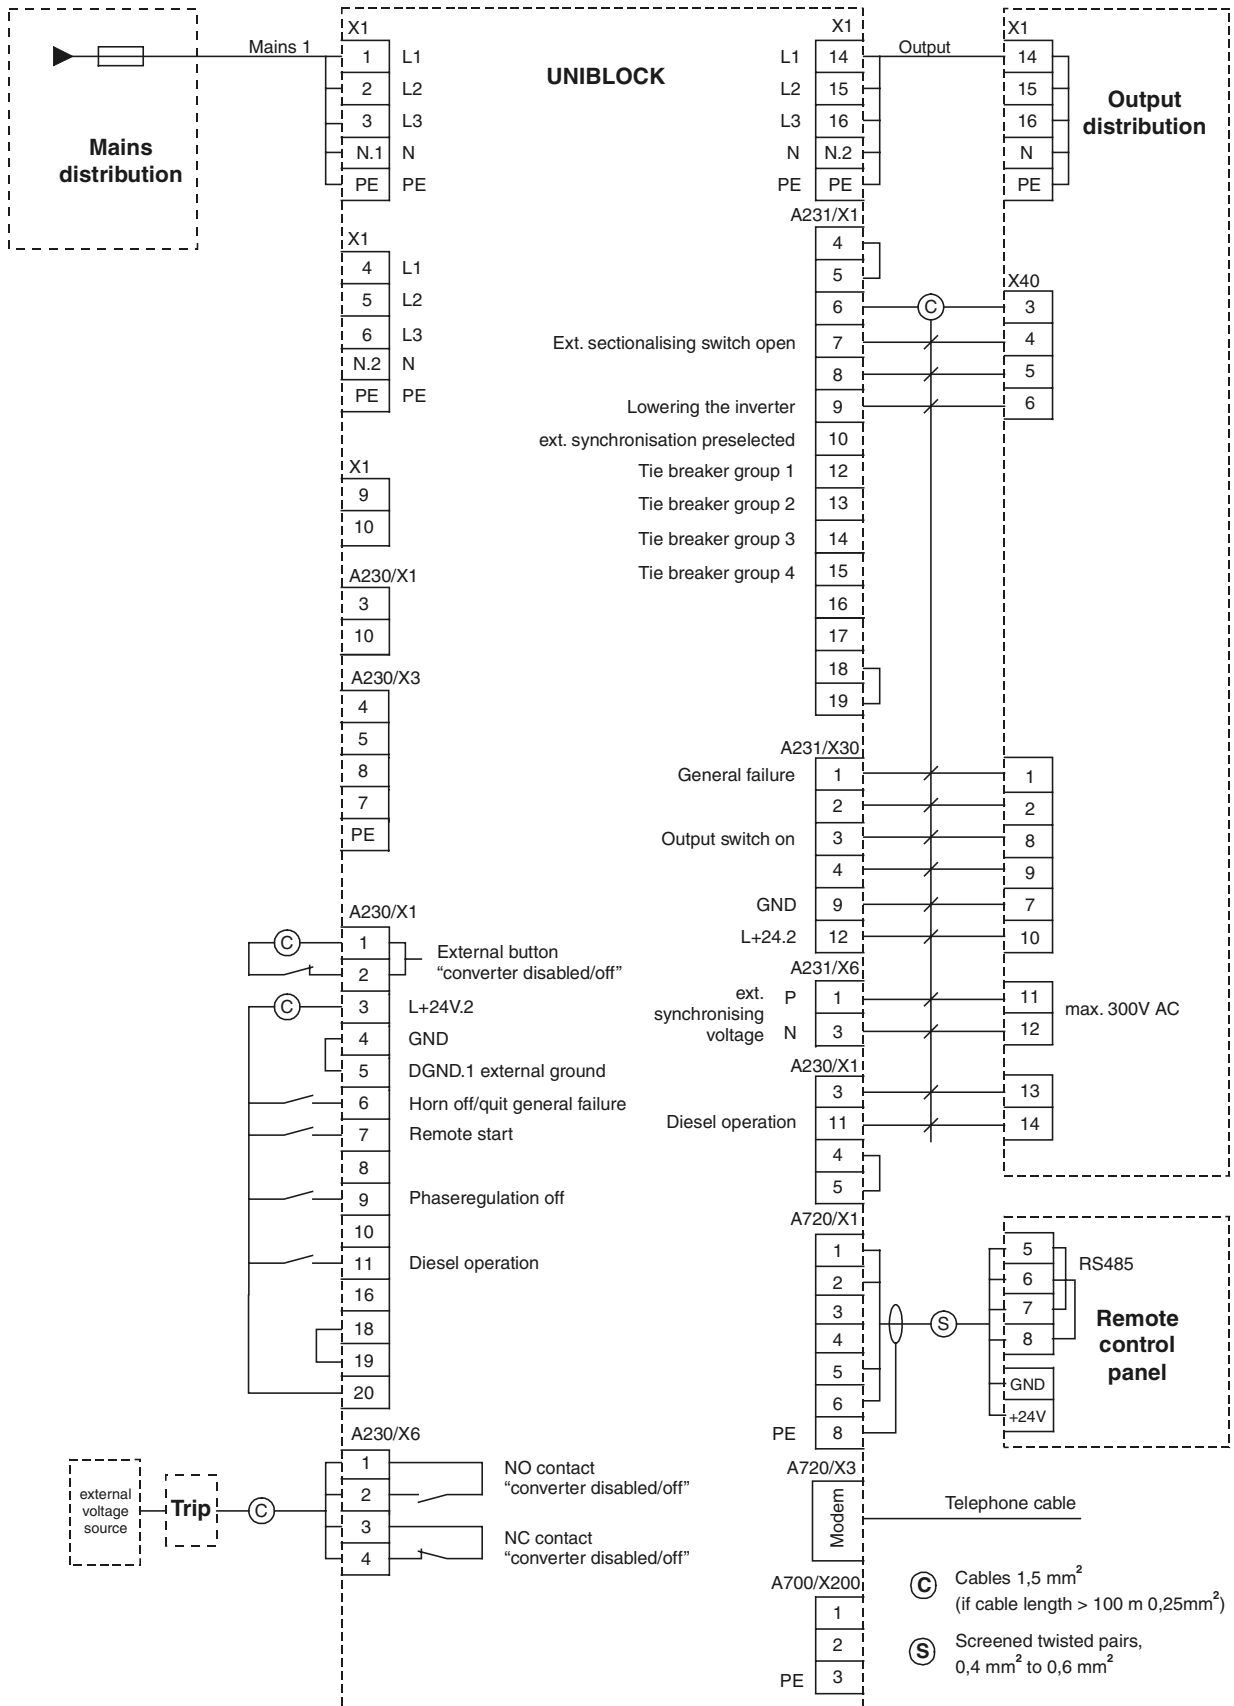 Mains
distribution
Mains 1
UNIBLOCK
X1
1 L1
2 L2
3 L3
N.1 N
PE PE
X1
4 L1
5 L2
6 L3
N.2 N
PE PE
X1
9
10
A230/X1
3
10
A230/X3
4
5
8
7
PE
A230/X1
C
1
2
External button
“converter disabled/off”
C
3 L+24V.2
4 GND
5 DGND.1 external ground
6 Horn off/quit general failure
7 Remote start
8
9 Phaseregulation off
10
11 Diesel operation
16
18
19
20
A230/X6
external
voltage
source
Trip
C
1
2
3
4
NO contact
“converter disabled/off”
NC contact
“converter disabled/off”
X1
L1 14
L2 15
L3 16
N N.2
PE PE
Output
X1
14
15
16
N
PE
Output
distribution
A231/X1
4
5
6
Ext. sectionalising switch open 7
8
Lowering the inverter 9
ext. synchronisation preselected 10
Tie breaker group 1 12
Tie breaker group 2 13
Tie breaker group 3 14
Tie breaker group 4 15
16
17
18
19
C
X40
3
4
5
6
A231/X30
General failure 1
2
Output switch on 3
4
GND 9
L+24.2 12
1
2
8
9
7
10
A231/X6
ext.
synchronising
voltage
P 1
N 3
11
12
max. 300V AC
A230/X1
3
Diesel operation 11
4
5
13
14
A720/X1
1
2
3
4
5
6
PE 8
S
5
6
7
8
GND
+24V
RS485
Remote
control
panel
A720/X3
Modem
Telephone cable
A700/X200
1
2
PE 3
C Cables 1,5 mm²
(if cable length > 100 m 0,25mm²)
S Screened twisted pairs,
0,4 mm² to 0,6 mm²